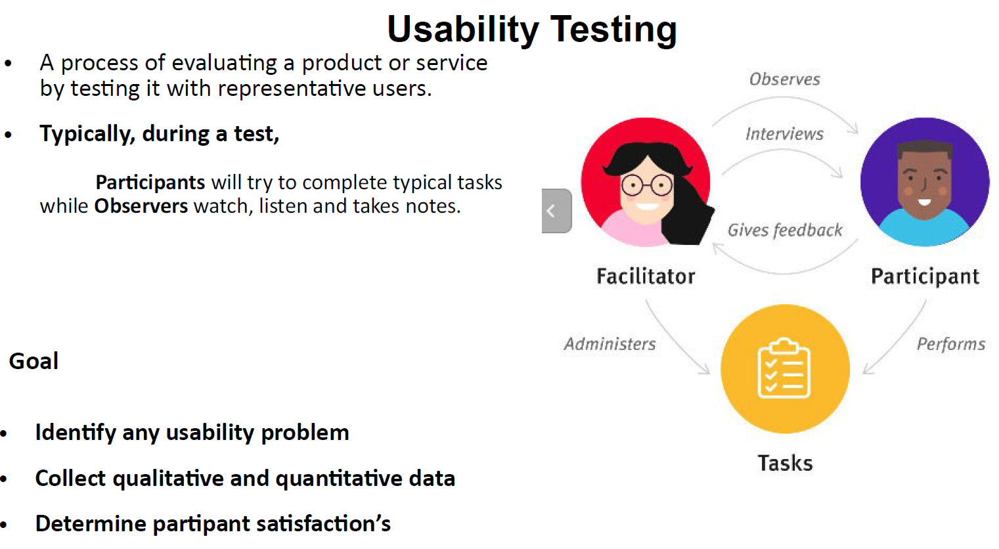 Usability Testing
• A process of evaluating a product or service
by testing it with representative users.
• Typically, during a test,
Participants will try to complete typical tasks
while Observers watch, listen and takes notes.
Goal
• Identify any usability problem
• Collect qualitative and quantitative data
• Determine partipant satisfaction’s
Observes
Interviews
Gives feedback
Facilitator
Participant
Administers
Performs
Tasks